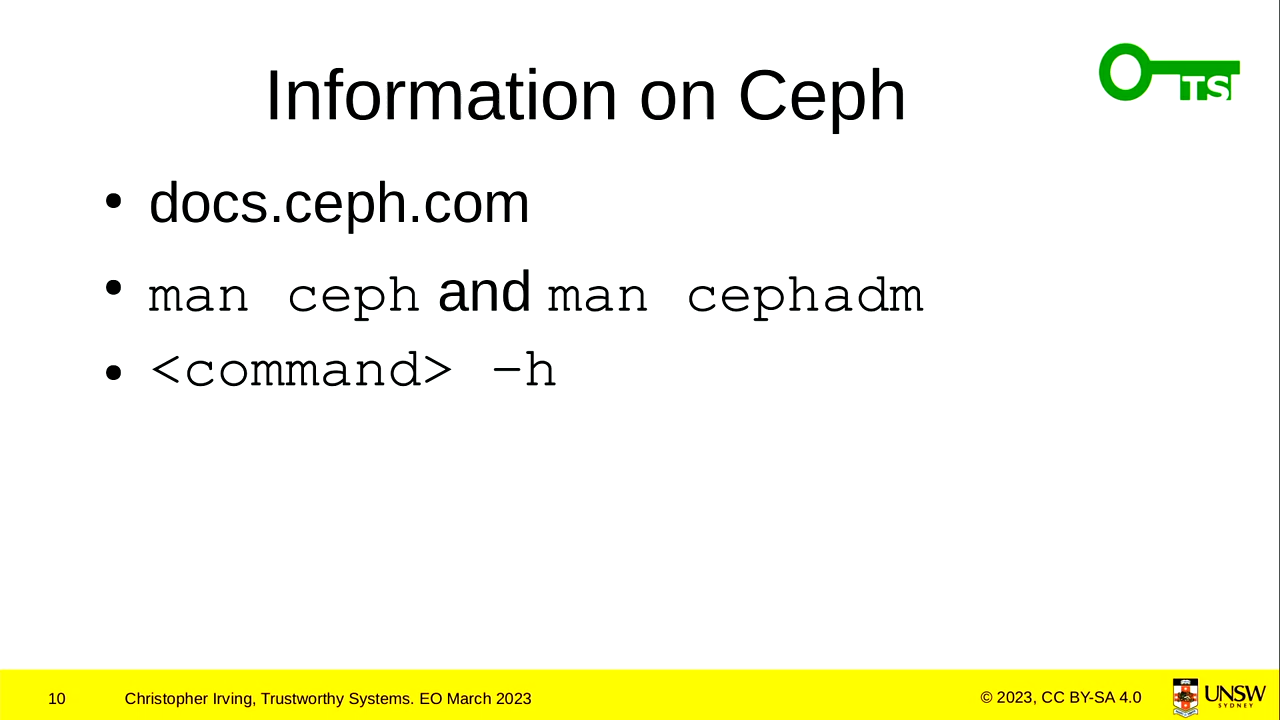 Information on Ceph
TS
• docs.ceph.com
• man ceph and man cephadm
• <command> -h
10 Christopher Irving, Trustworthy Systems. EO March 2023 © 2023, CC BY-SA 4.0
UNSW
SYDNEY